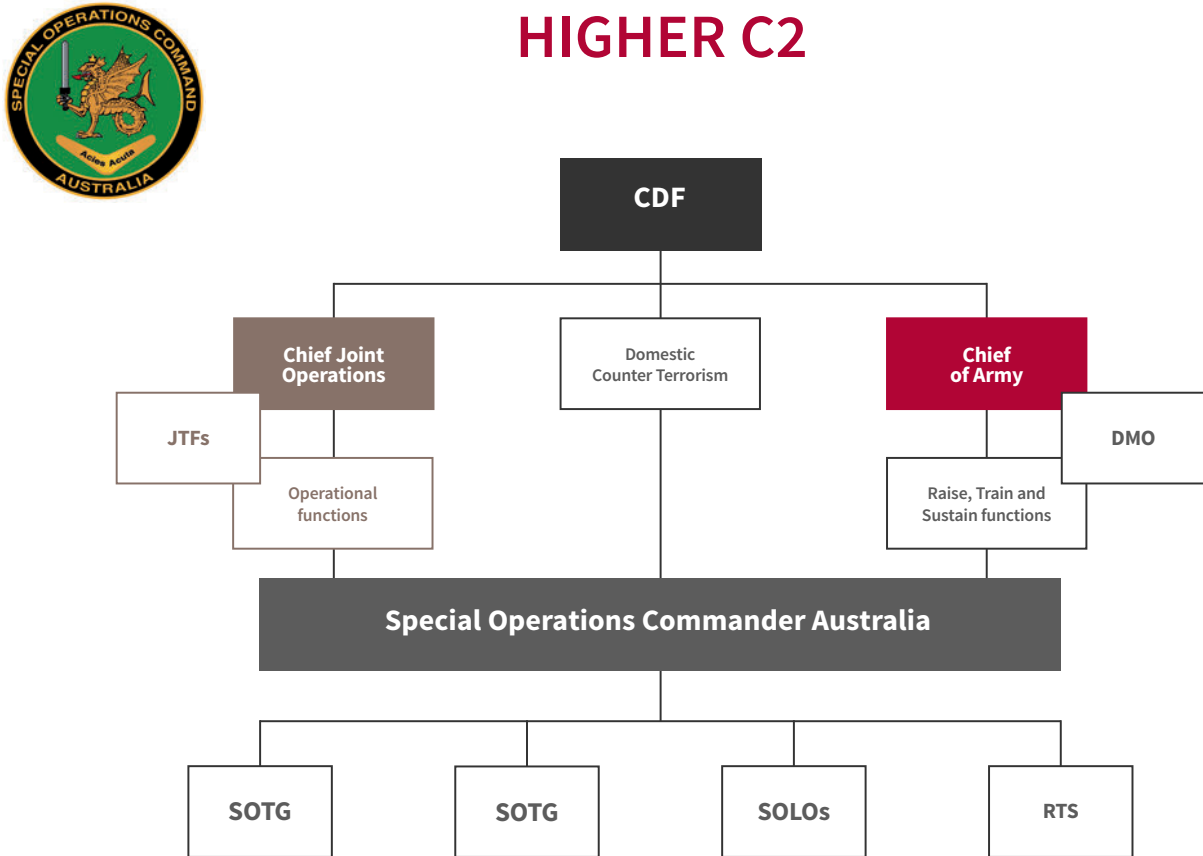 HIGHER C2
SPECIAL OPERATIONS COMMAND
Acies Acuta
AUSTRALIA
CDF
Chief Joint
Operations
Domestic
Counter Terrorism
Chief
of Army
JTFs
DMO
Operational
functions
Raise, Train and
Sustain functions
Special Operations Commander Australia
SOTG
SOTG
SOLOs
RTS